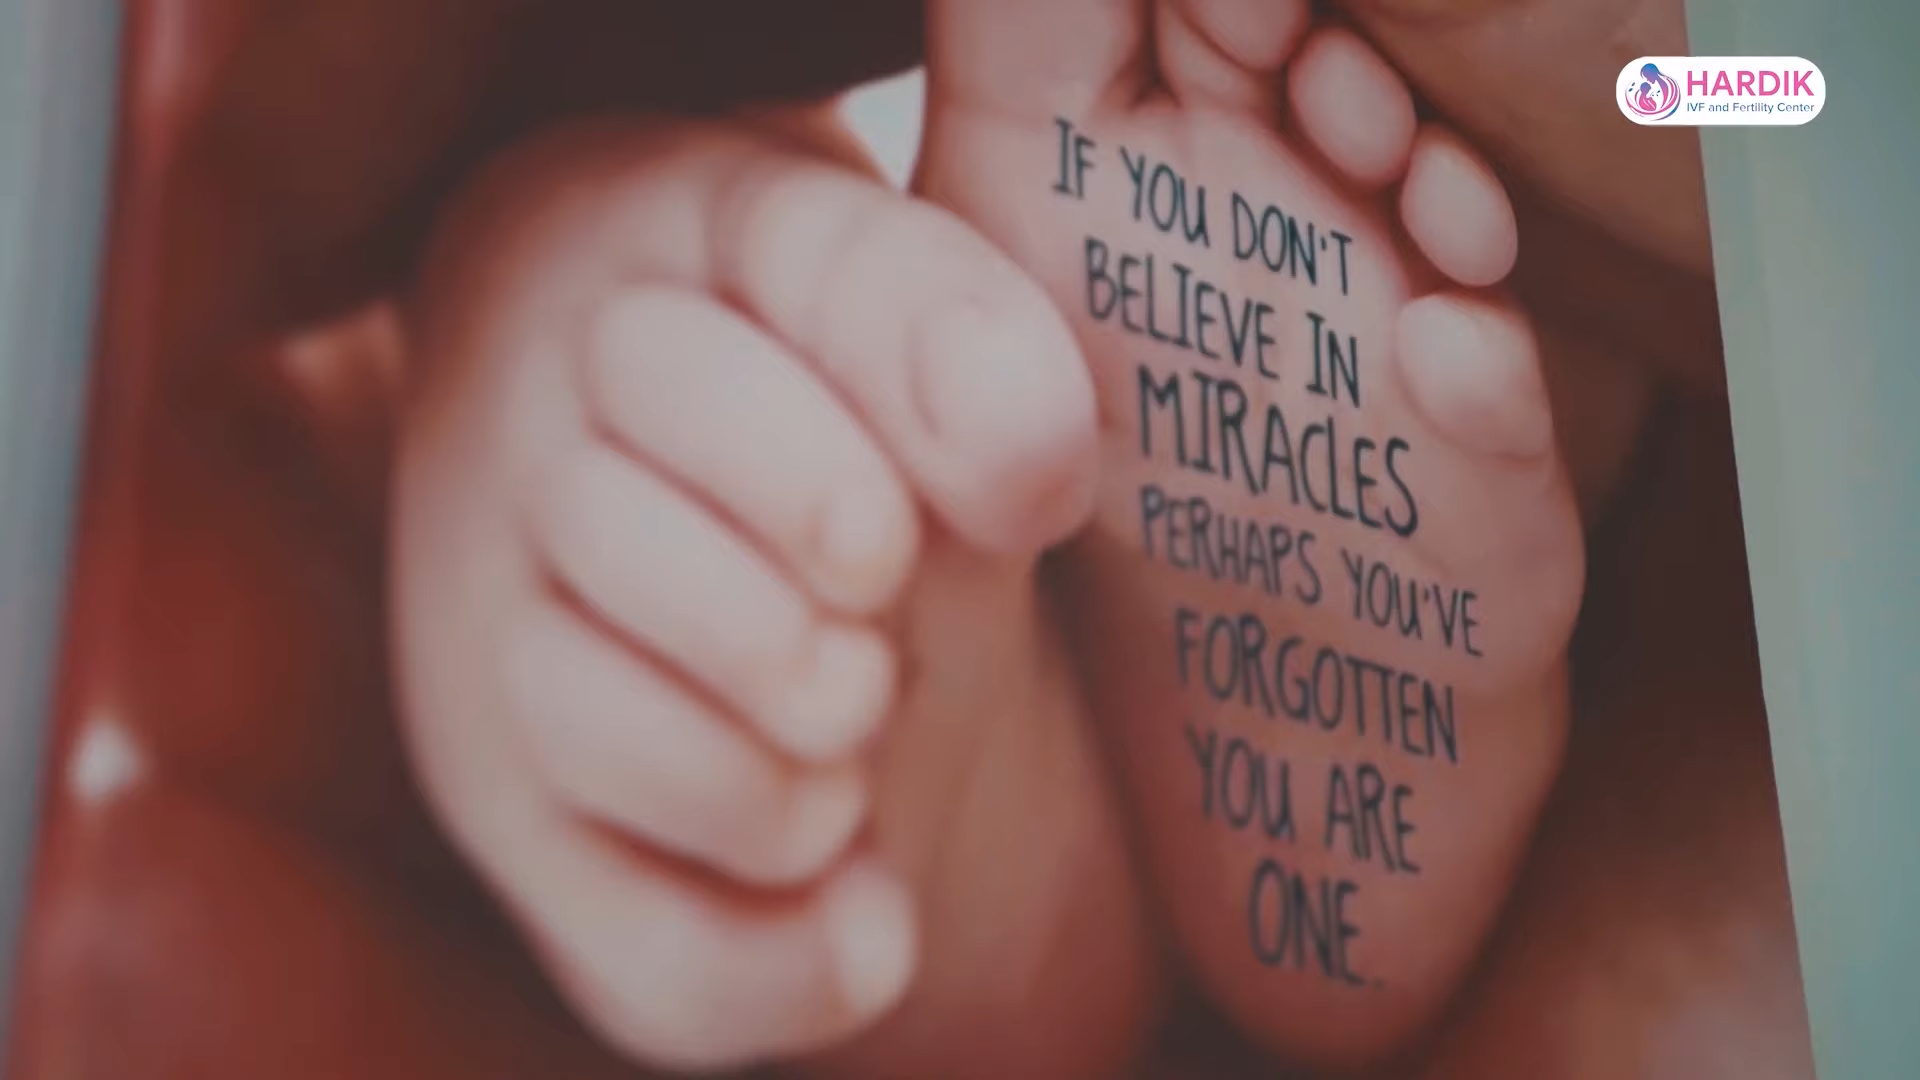 HARDIK
IVF and Fertility Center
IF YOU DON'T
BELIEVE IN
MIRACLES
PERHAPS YOU'VE
FORGOTTEN
YOU ARE
ONE.